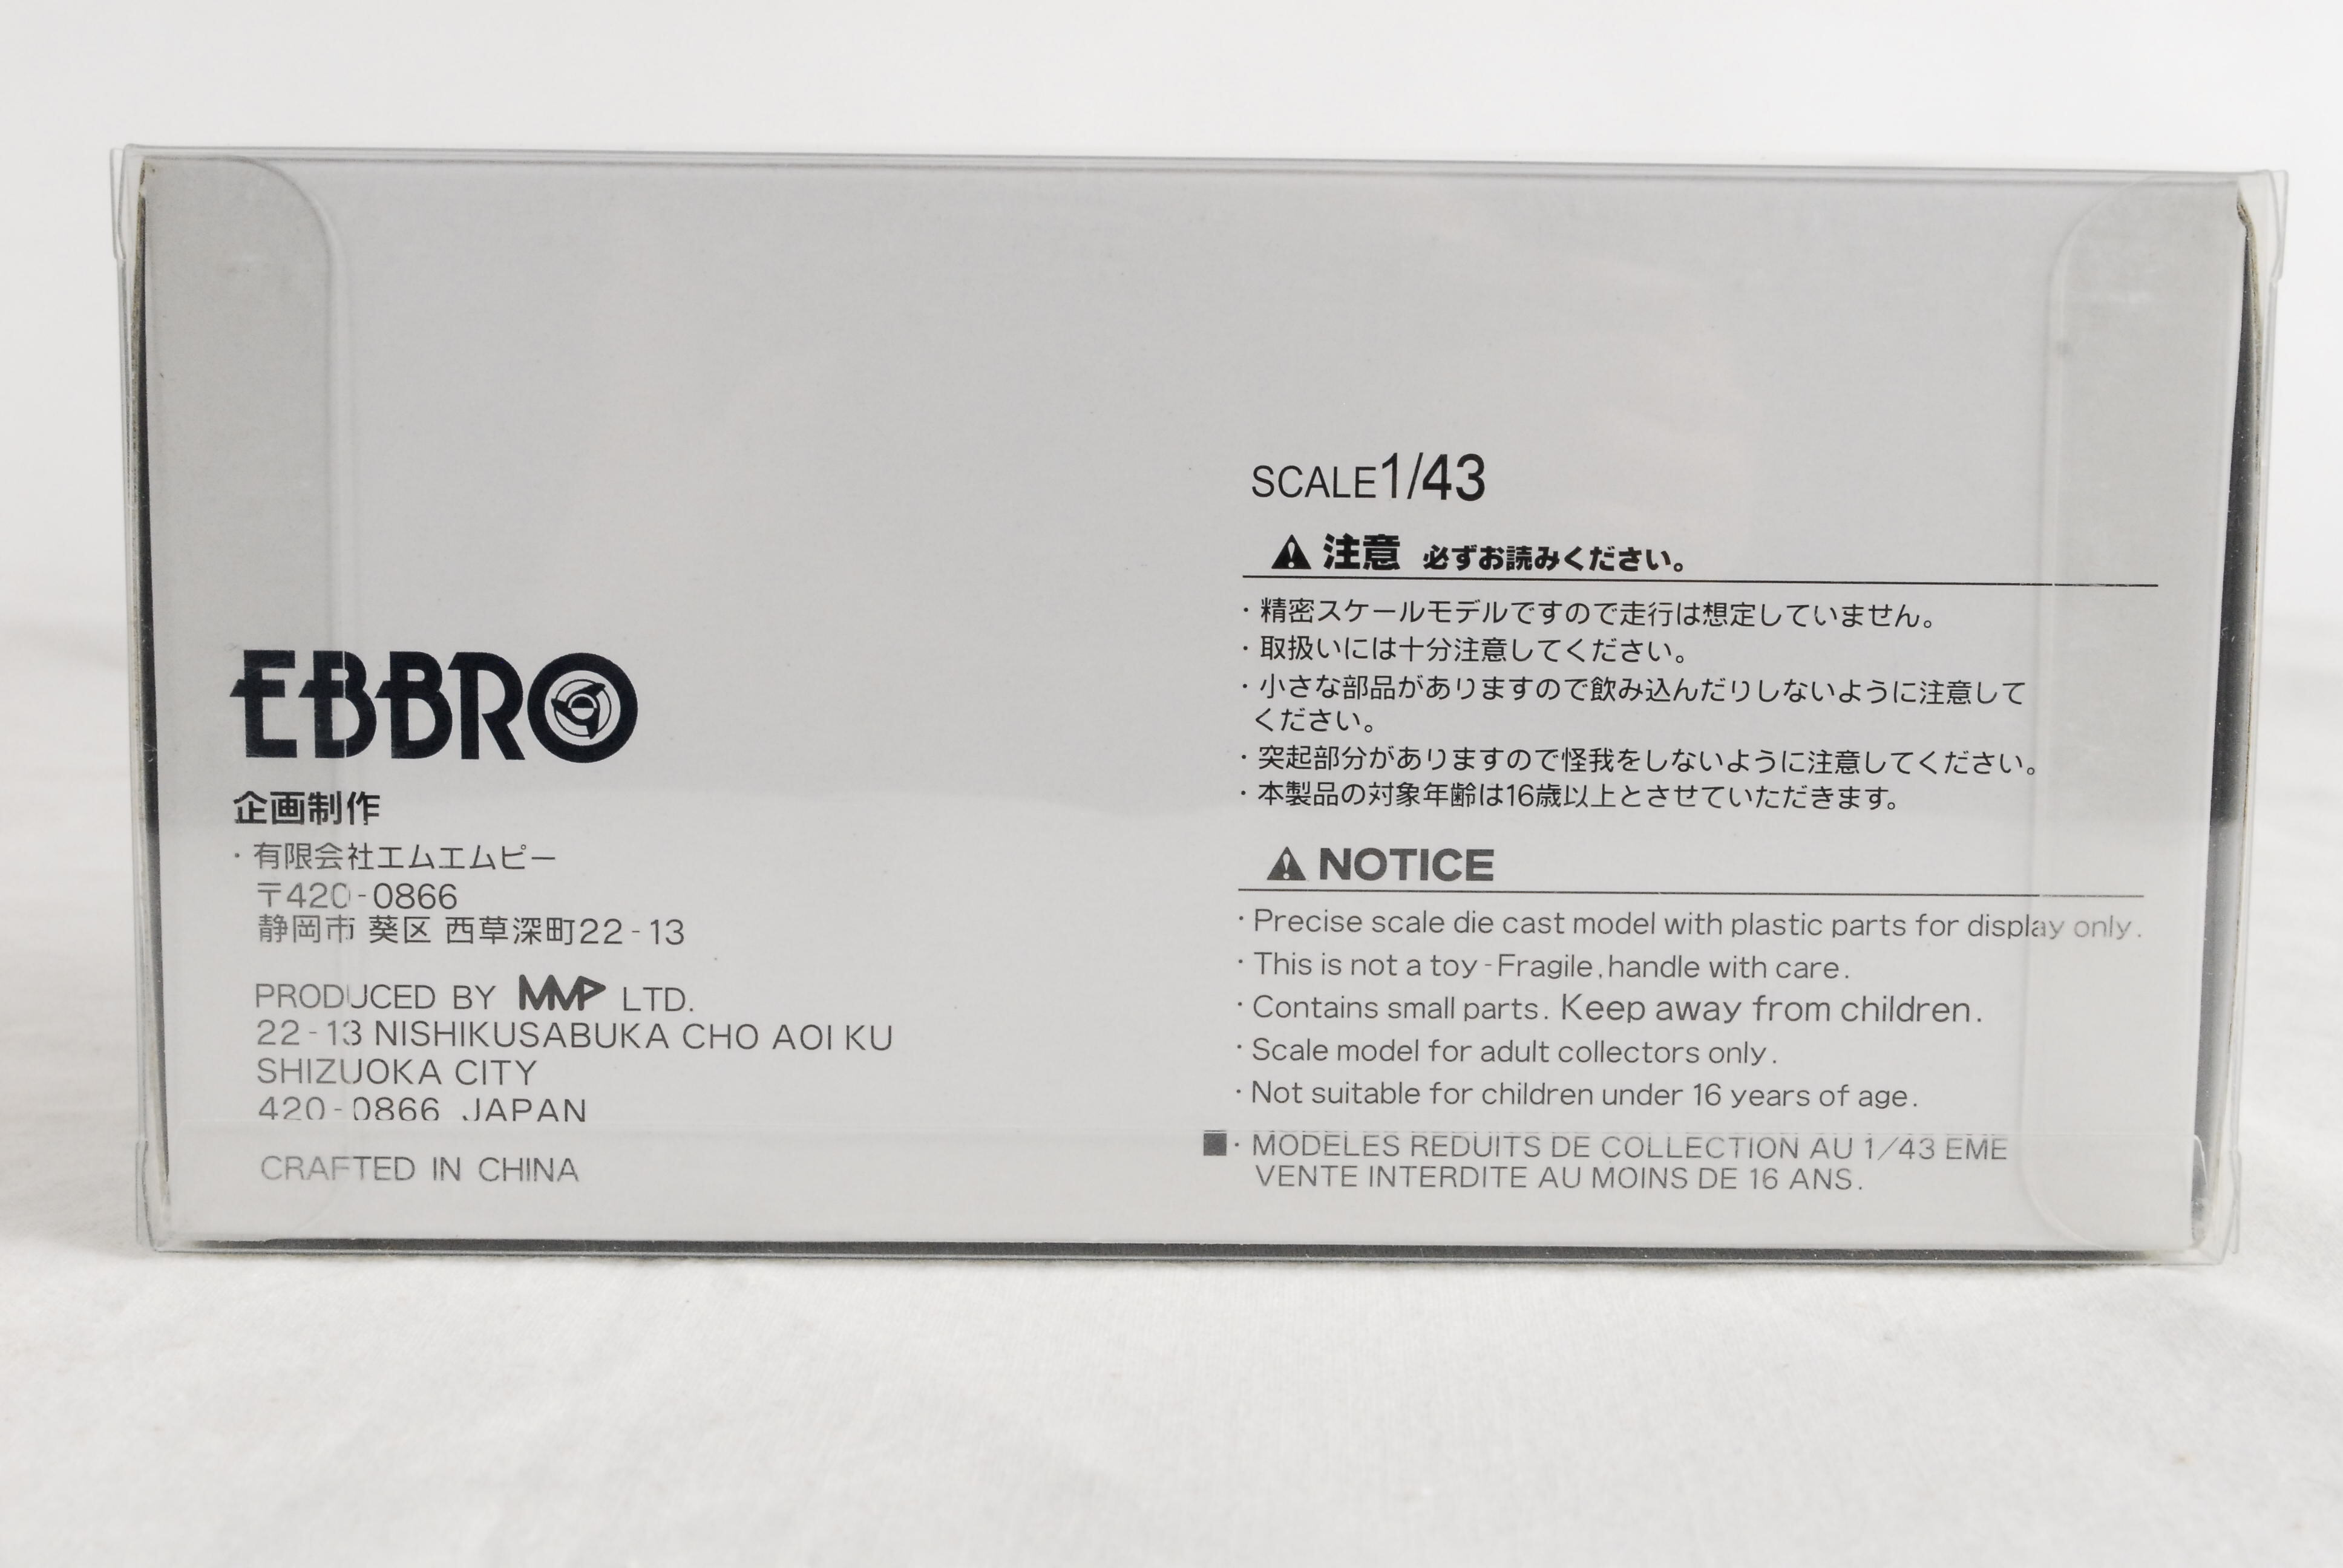 EBBRO
企画制作
・有限会社エムエムピー
〒420-0866
静岡市 葵区 西草深町22-13
PRODUCED BY MMP LTD.
22-13 NISHIKUSABUKA CHO AOI KU
SHIZUOKA CITY
420-0866 JAPAN
CRAFTED IN CHINA
SCALE1/43
注意 必ずお読みください。
・精密スケールモデルですので走行は想定していません。
・取扱いには十分注意してください。
・小さな部品がありますので飲み込んだりしないように注意して
ください。
・突起部分がありますので怪我をしないように注意してください。
・本製品の対象年齢は16歳以上とさせていただきます。
NOTICE
・Precise scale die cast model with plastic parts for display only.
・This is not a toy-Fragile, handle with care.
・Contains small parts. Keep away from children.
・Scale model for adult collectors only.
・Not suitable for children under 16 years of age.
■・MODELES REDUITS DE COLLECTION AU 1/43 EME
VENTE INTERDITE AU MOINS DE 16 ANS.